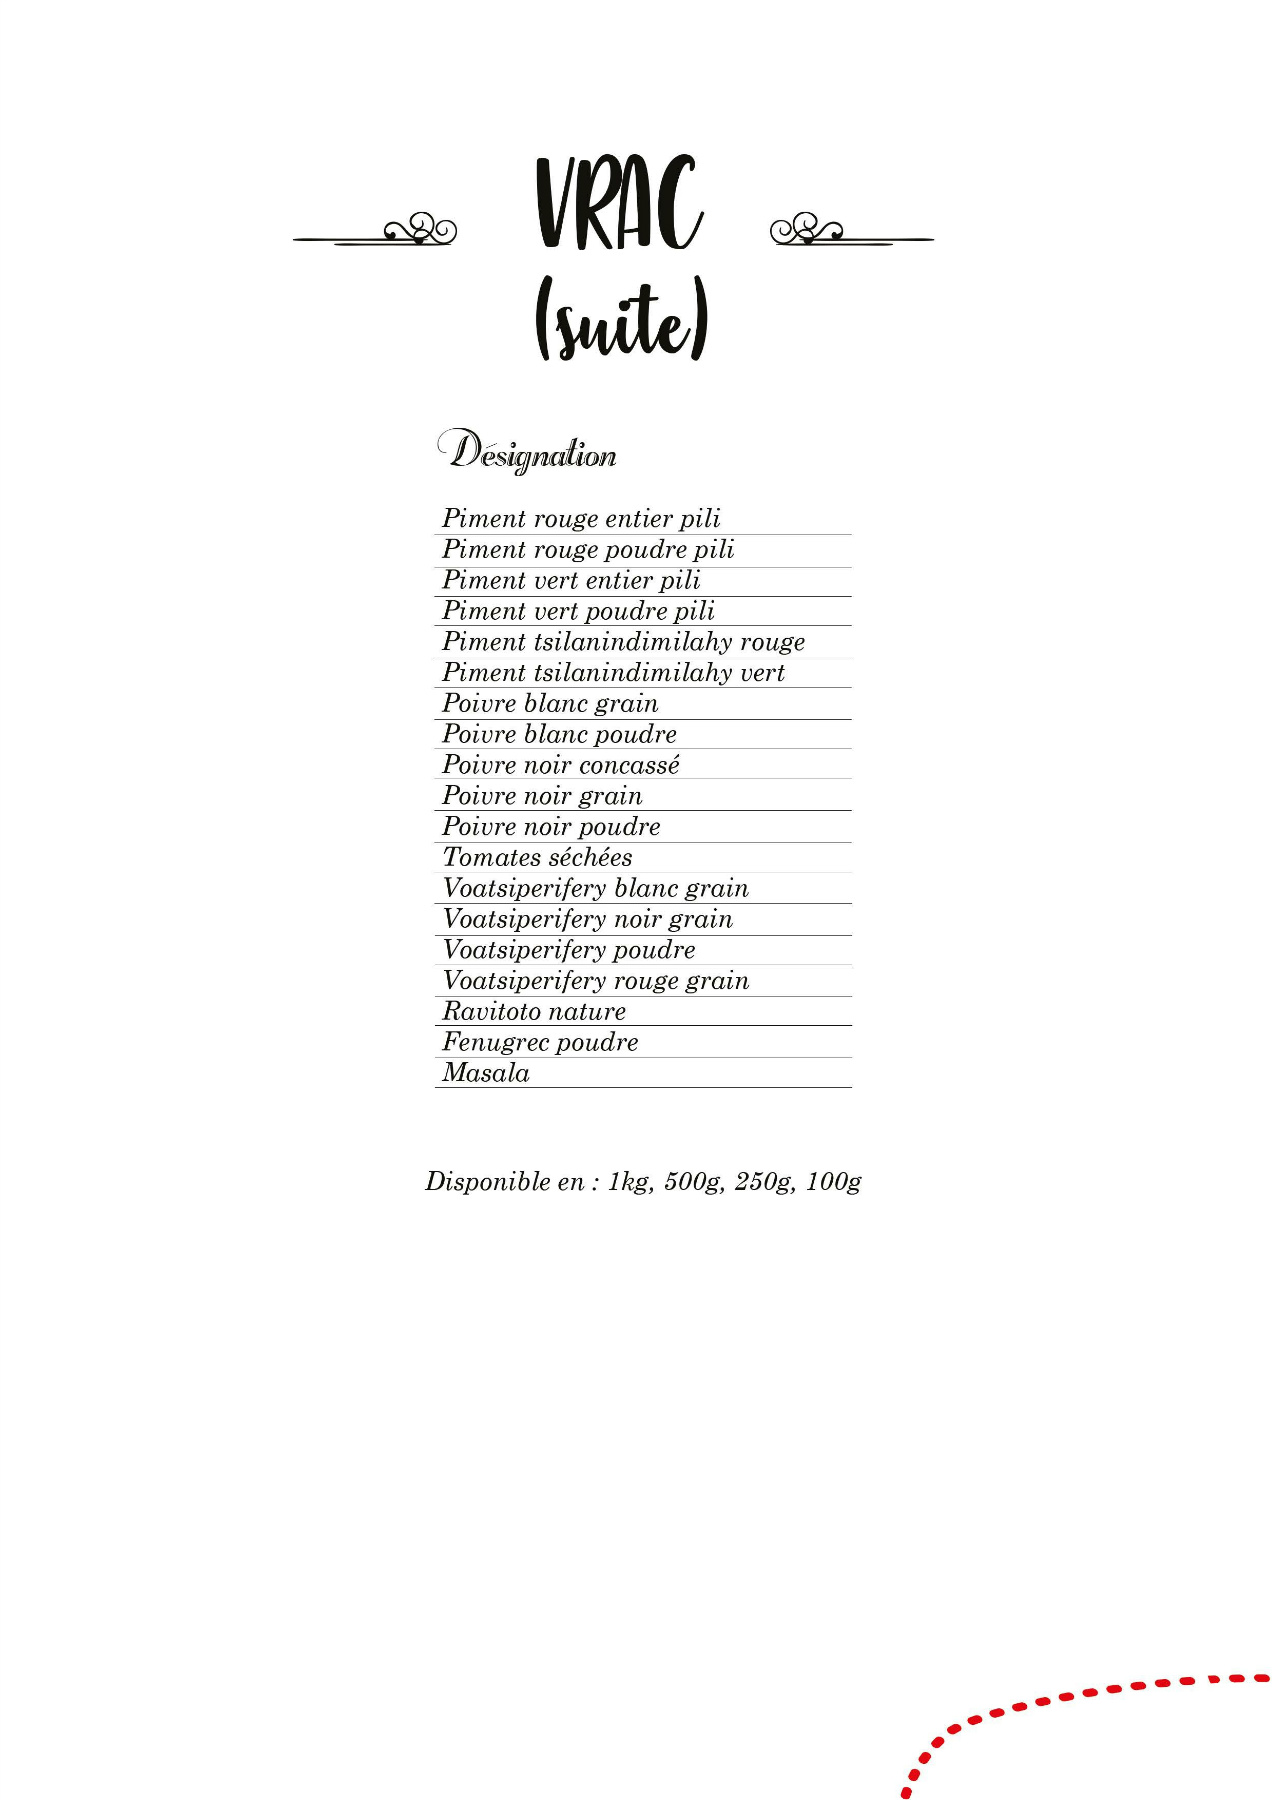 VRAC
(suite)
Désignation
Piment rouge entier pili
Piment rouge poudre pili
Piment vert entier pili
Piment vert poudre pili
Piment tsilanindimilahy rouge
Piment tsilanindimilahy vert
Poivre blanc grain
Poivre blanc poudre
Poivre noir concassé
Poivre noir grain
Poivre noir poudre
Tomates séchées
Voatsiperifery blanc grain
Voatsiperifery noir grain
Voatsiperifery poudre
Voatsiperifery rouge grain
Ravitoto nature
Fenugrec poudre
Masala
Disponible en : 1kg, 500g, 250g, 100g